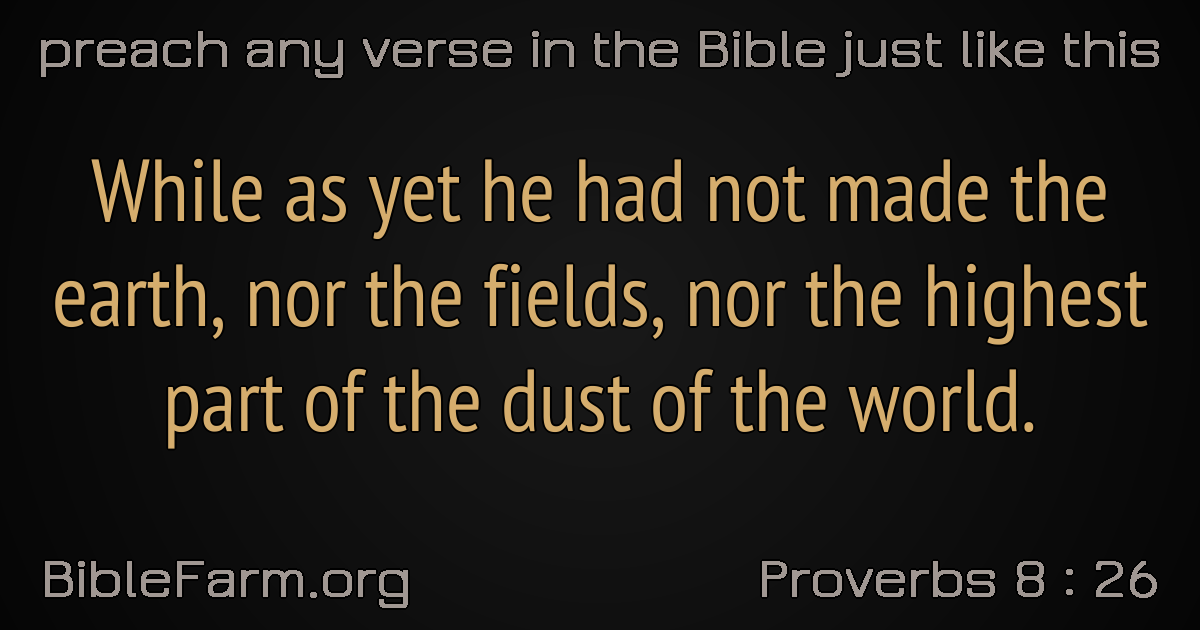 preach any verse in the Bible just like this
While as yet he had not made the
earth, nor the fields, nor the highest
part of the dust of the world.
BibleFarm.org
Proverbs 8 : 26